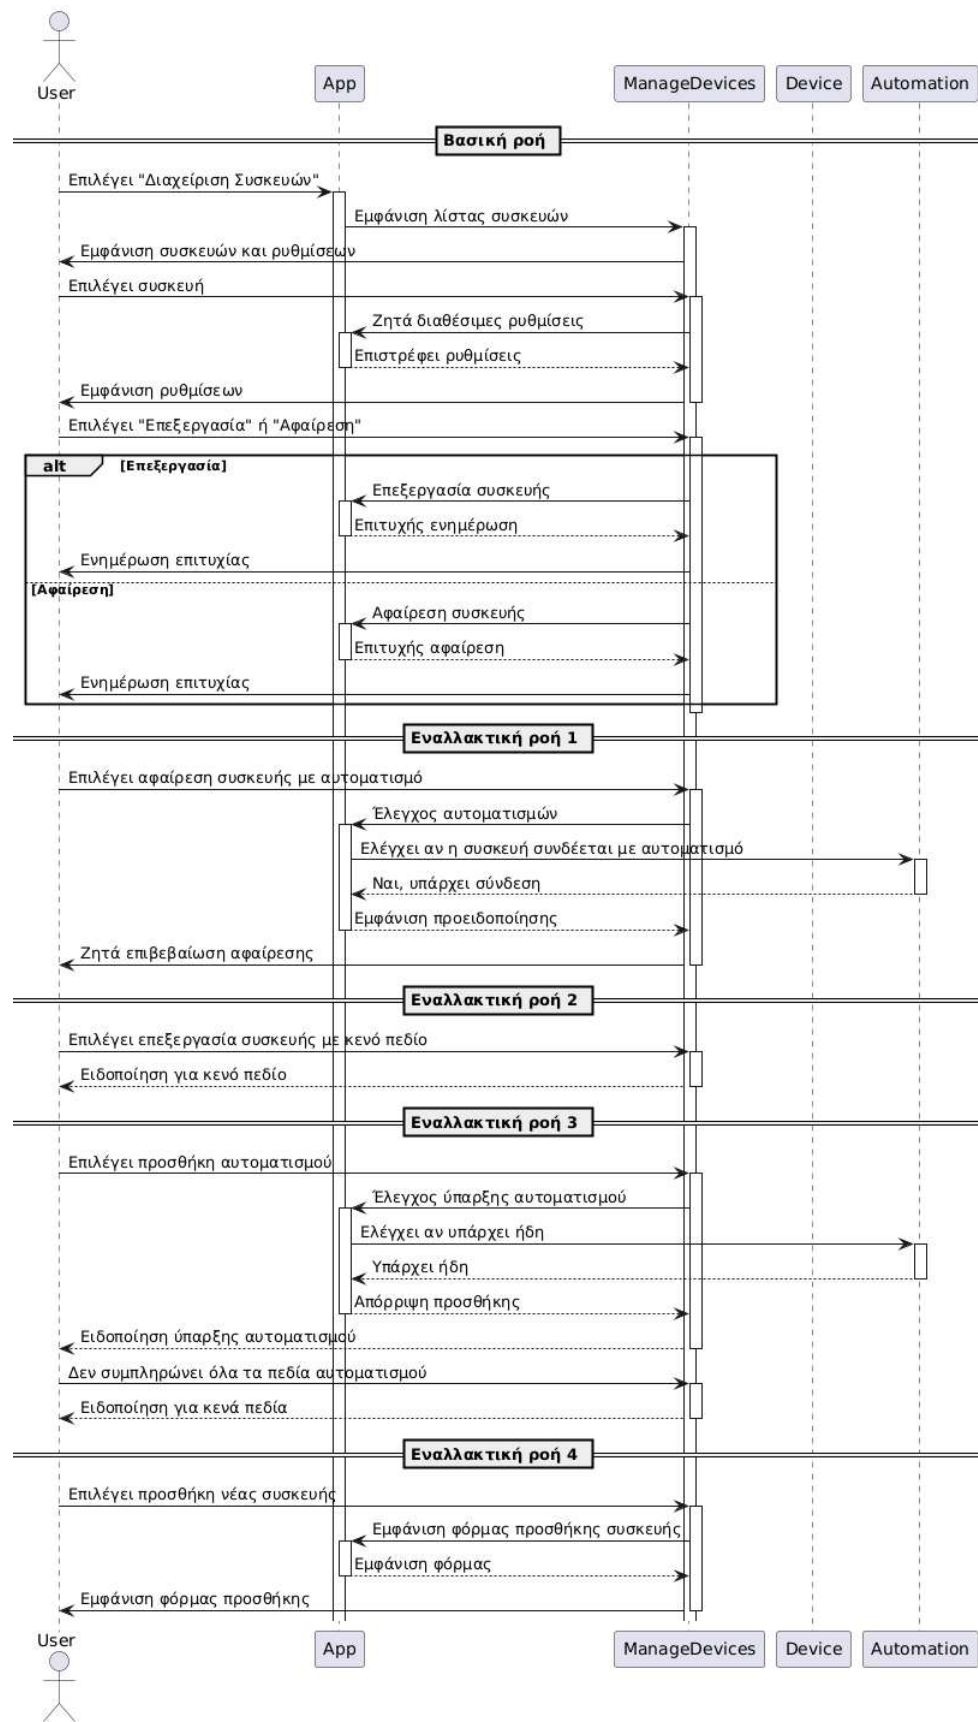 User
App
ManageDevices
Device
Automation
Βασική ροή
Επιλέγει "Διαχείριση Συσκευών"
Εμφάνιση λίστας συσκευών
Εμφάνιση συσκευών και ρυθμίσεων
Επιλέγει συσκευή
Ζητά διαθέσιμες ρυθμίσεις
Επιστρέφει ρυθμίσεις
Εμφάνιση ρυθμίσεων
Επιλέγει "Επεξεργασία" ή "Αφαίρεση"
alt
[Επεξεργασία]
Επεξεργασία συσκευής
Επιτυχής ενημέρωση
Ενημέρωση επιτυχίας
[Αφαίρεση]
Αφαίρεση συσκευής
Επιτυχής αφαίρεση
Ενημέρωση επιτυχίας
Εναλλακτική ροή 1
Επιλέγει αφαίρεση συσκευής με αυτοματισμό
Έλεγχος αυτοματισμών
Ελέγχει αν η συσκευή συνδέεται με αυτοματισμό
Ναι, υπάρχει σύνδεση
Εμφάνιση προειδοποίησης
Ζητά επιβεβαίωση αφαίρεσης
Εναλλακτική ροή 2
Επιλέγει επεξεργασία συσκευής με κενό πεδίο
Ειδοποίηση για κενό πεδίο
Εναλλακτική ροή 3
Επιλέγει προσθήκη αυτοματισμού
Έλεγχος ύπαρξης αυτοματισμού
Ελέγχει αν υπάρχει ήδη
Υπάρχει ήδη
Απόρριψη προσθήκης
Ειδοποίηση ύπαρξης αυτοματισμού
Δεν συμπληρώνει όλα τα πεδία αυτοματισμού
Ειδοποίηση για κενά πεδία
Εναλλακτική ροή 4
Επιλέγει προσθήκη νέας συσκευής
Εμφάνιση φόρμας προσθήκης συσκευής
Εμφάνιση φόρμας
Εμφάνιση φόρμας προσθήκης
User
App
ManageDevices
Device
Automation